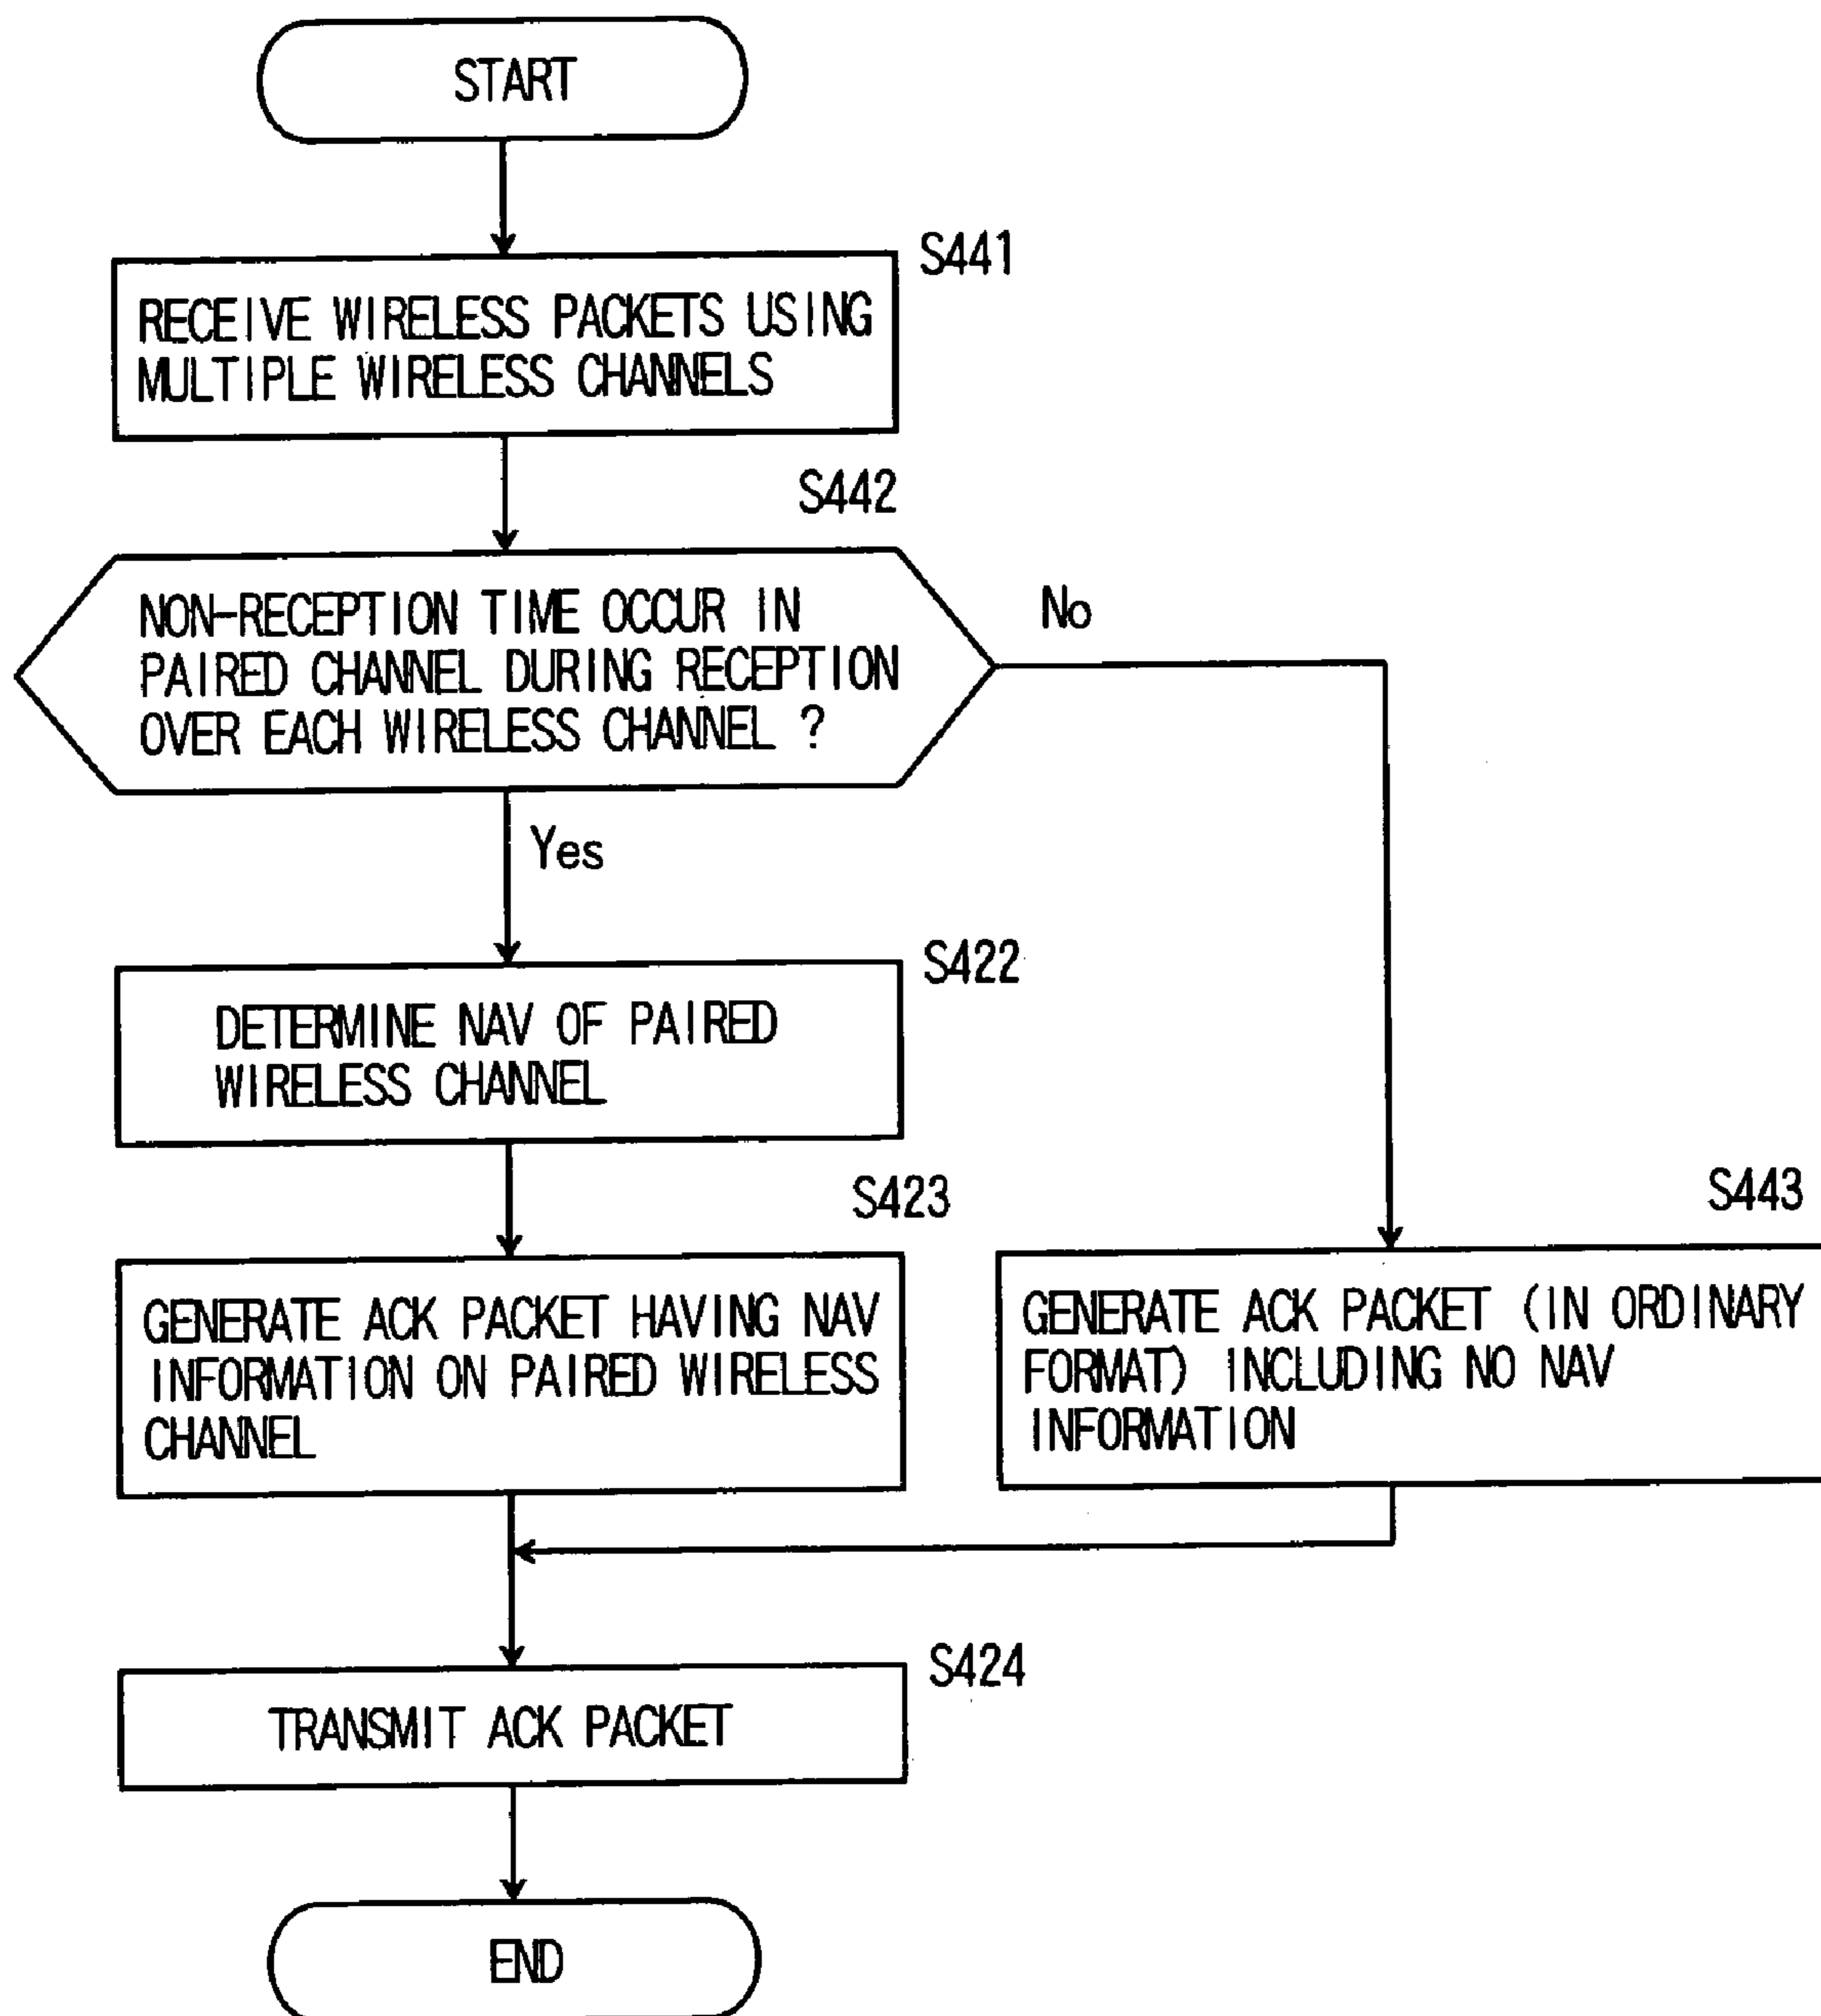 START
S441
RECEIVE WIRELESS PACKETS USING
MULTIPLE WIRELESS CHANNELS
S442
NON-RECEPTION TIME OCCUR IN
PAIRED CHANNEL DURING RECEPTION
OVER EACH WIRELESS CHANNEL ?
No
Yes
S422
DETERMINE NAV OF PAIRED
WIRELESS CHANNEL
S423
GENERATE ACK PACKET HAVING NAV
INFORMATION ON PAIRED WIRELESS
CHANNEL
S443
GENERATE ACK PACKET (IN ORDINARY
FORMAT) INCLUDING NO NAV
INFORMATION
S424
TRANSMIT ACK PACKET
END